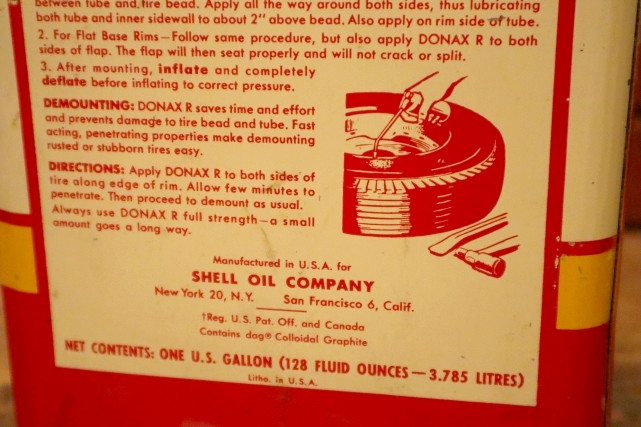 between tube and tire bead. Apply all the way around both sides, thus lubricating
both tube and inner sidewall to about 2" above bead. Also apply on rim side of tube.
2. For Flat Base Rims—Follow same procedure, but also apply DONAX R to both
sides of flap. The flap will then seat properly and will not crack or split.
3. After mounting, inflate and completely
deflate before inflating to correct pressure.
DEMOUNTING: DONAX R saves time and effort
and prevents damage to tire bead and tube. Fast
acting, penetrating properties make demounting
rusted or stubborn tires easy.
DIRECTIONS: Apply DONAX R to both sides of
tire along edge of rim. Allow few minutes to
penetrate. Then proceed to demount as usual.
Always use DONAX R full strength—a small
amount goes a long way.
Manufactured in U.S.A. for
SHELL OIL COMPANY
New York 20, N.Y. San Francisco 6, Calif.
†Reg. U.S. Pat. Off. and Canada
Contains dag® Colloidal Graphite
NET CONTENTS: ONE U.S. GALLON (128 FLUID OUNCES—3.785 LITRES)
Litho. in U.S.A.